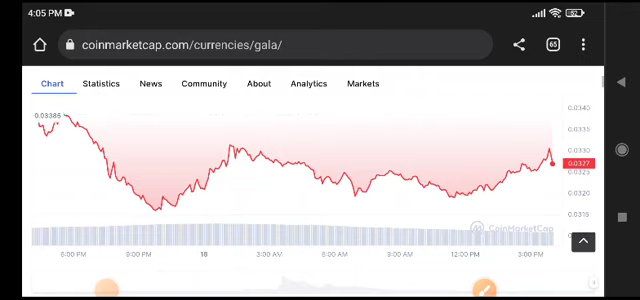 4:05 PM
62
coinmarketcap.com/currencies/gala/
65
Chart Statistics News Community About Analytics Markets
0.03385
0.0340
0.0335
0.0330
0.0327
0.0325
0.0320
0.0315
CoinMarketCap
6:00 PM 9:00 PM 18 3:00 AM 6:00 AM 9:00 AM 12:00 PM 3:00 PM